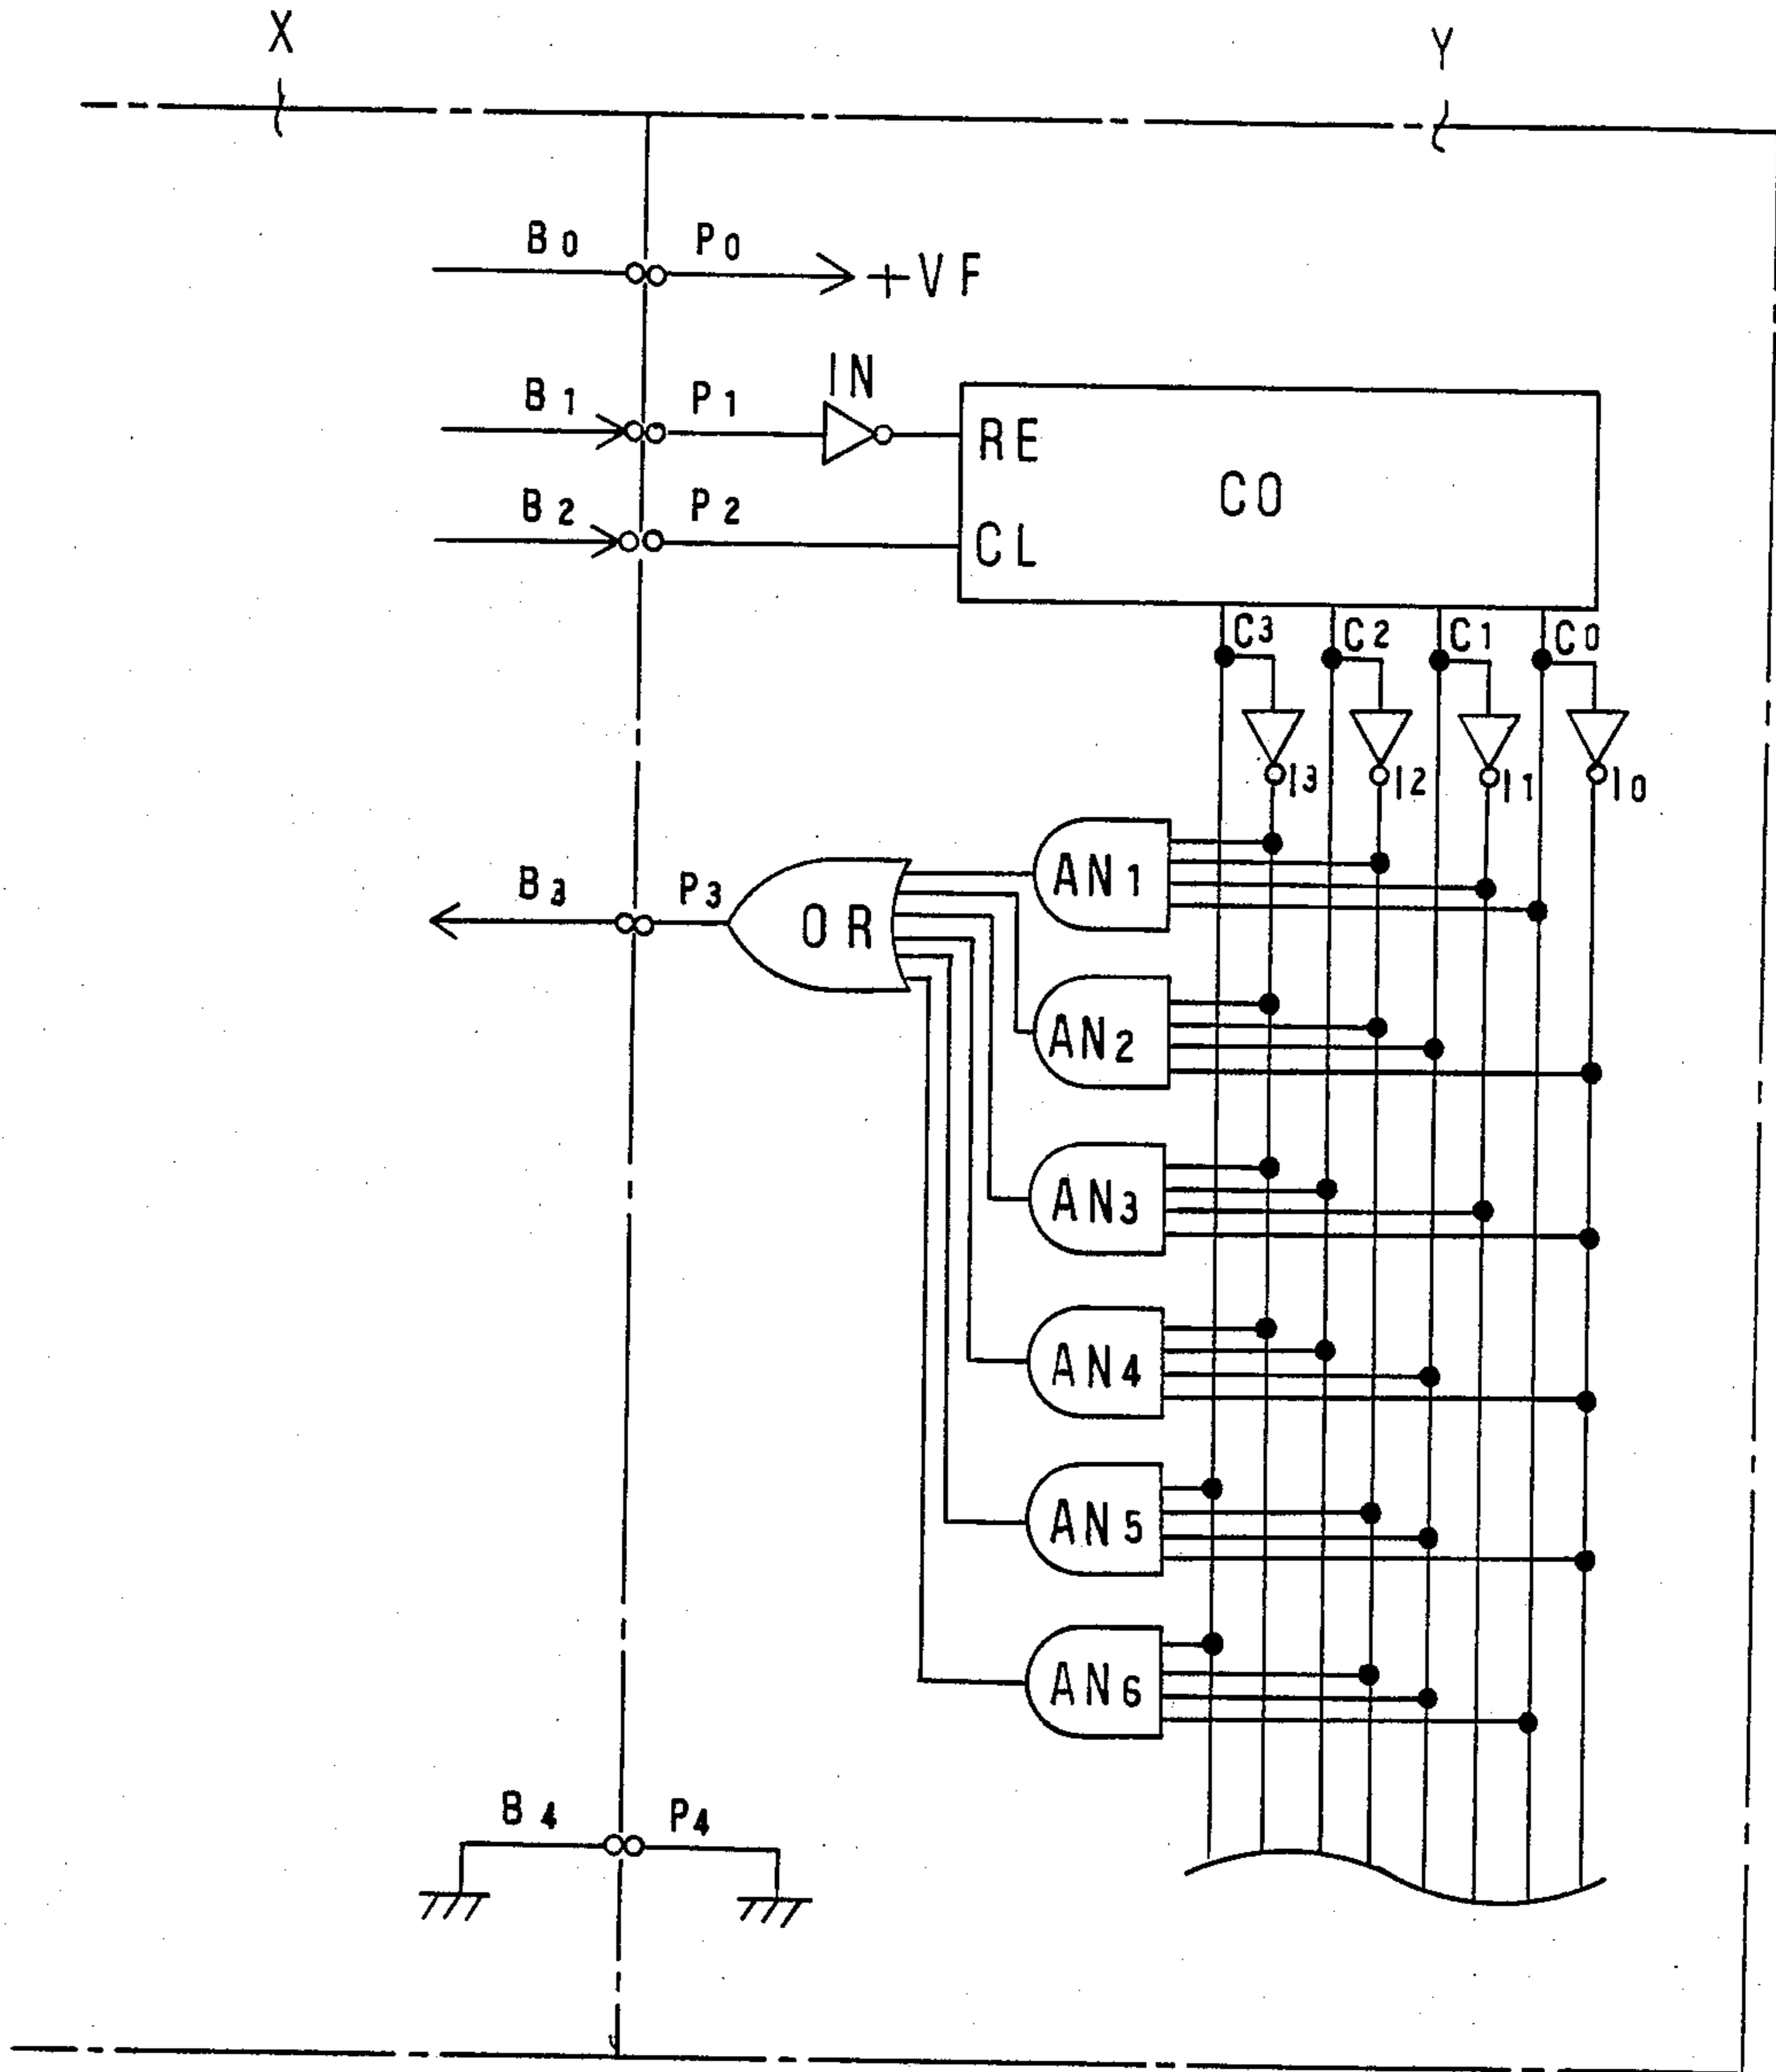 X
Y
B0 P0 +VF
B1 P1 IN RE
CO
B2 P2 CL
C3 C2 C1 C0
I3 I2 I1 I0
AN1
B3 P3 OR
AN2
AN3
AN4
AN5
AN6
B4 P4